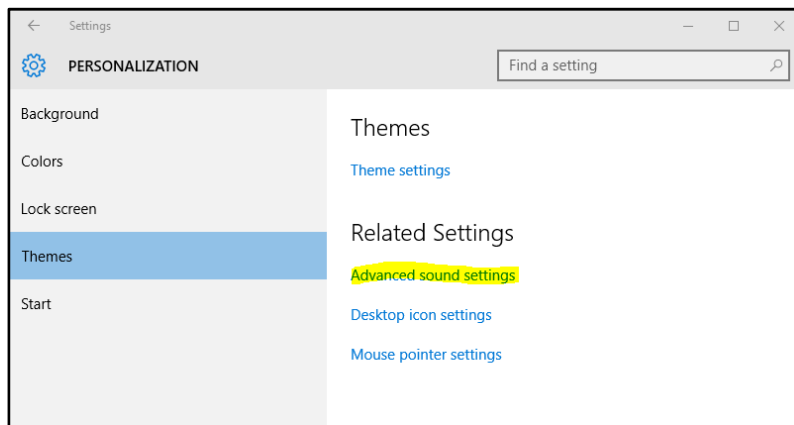 Settings
PERSONALIZATION
Find a setting
Background
Colors
Lock screen
Themes
Start
Themes
Theme settings
Related Settings
Advanced sound settings
Desktop icon settings
Mouse pointer settings